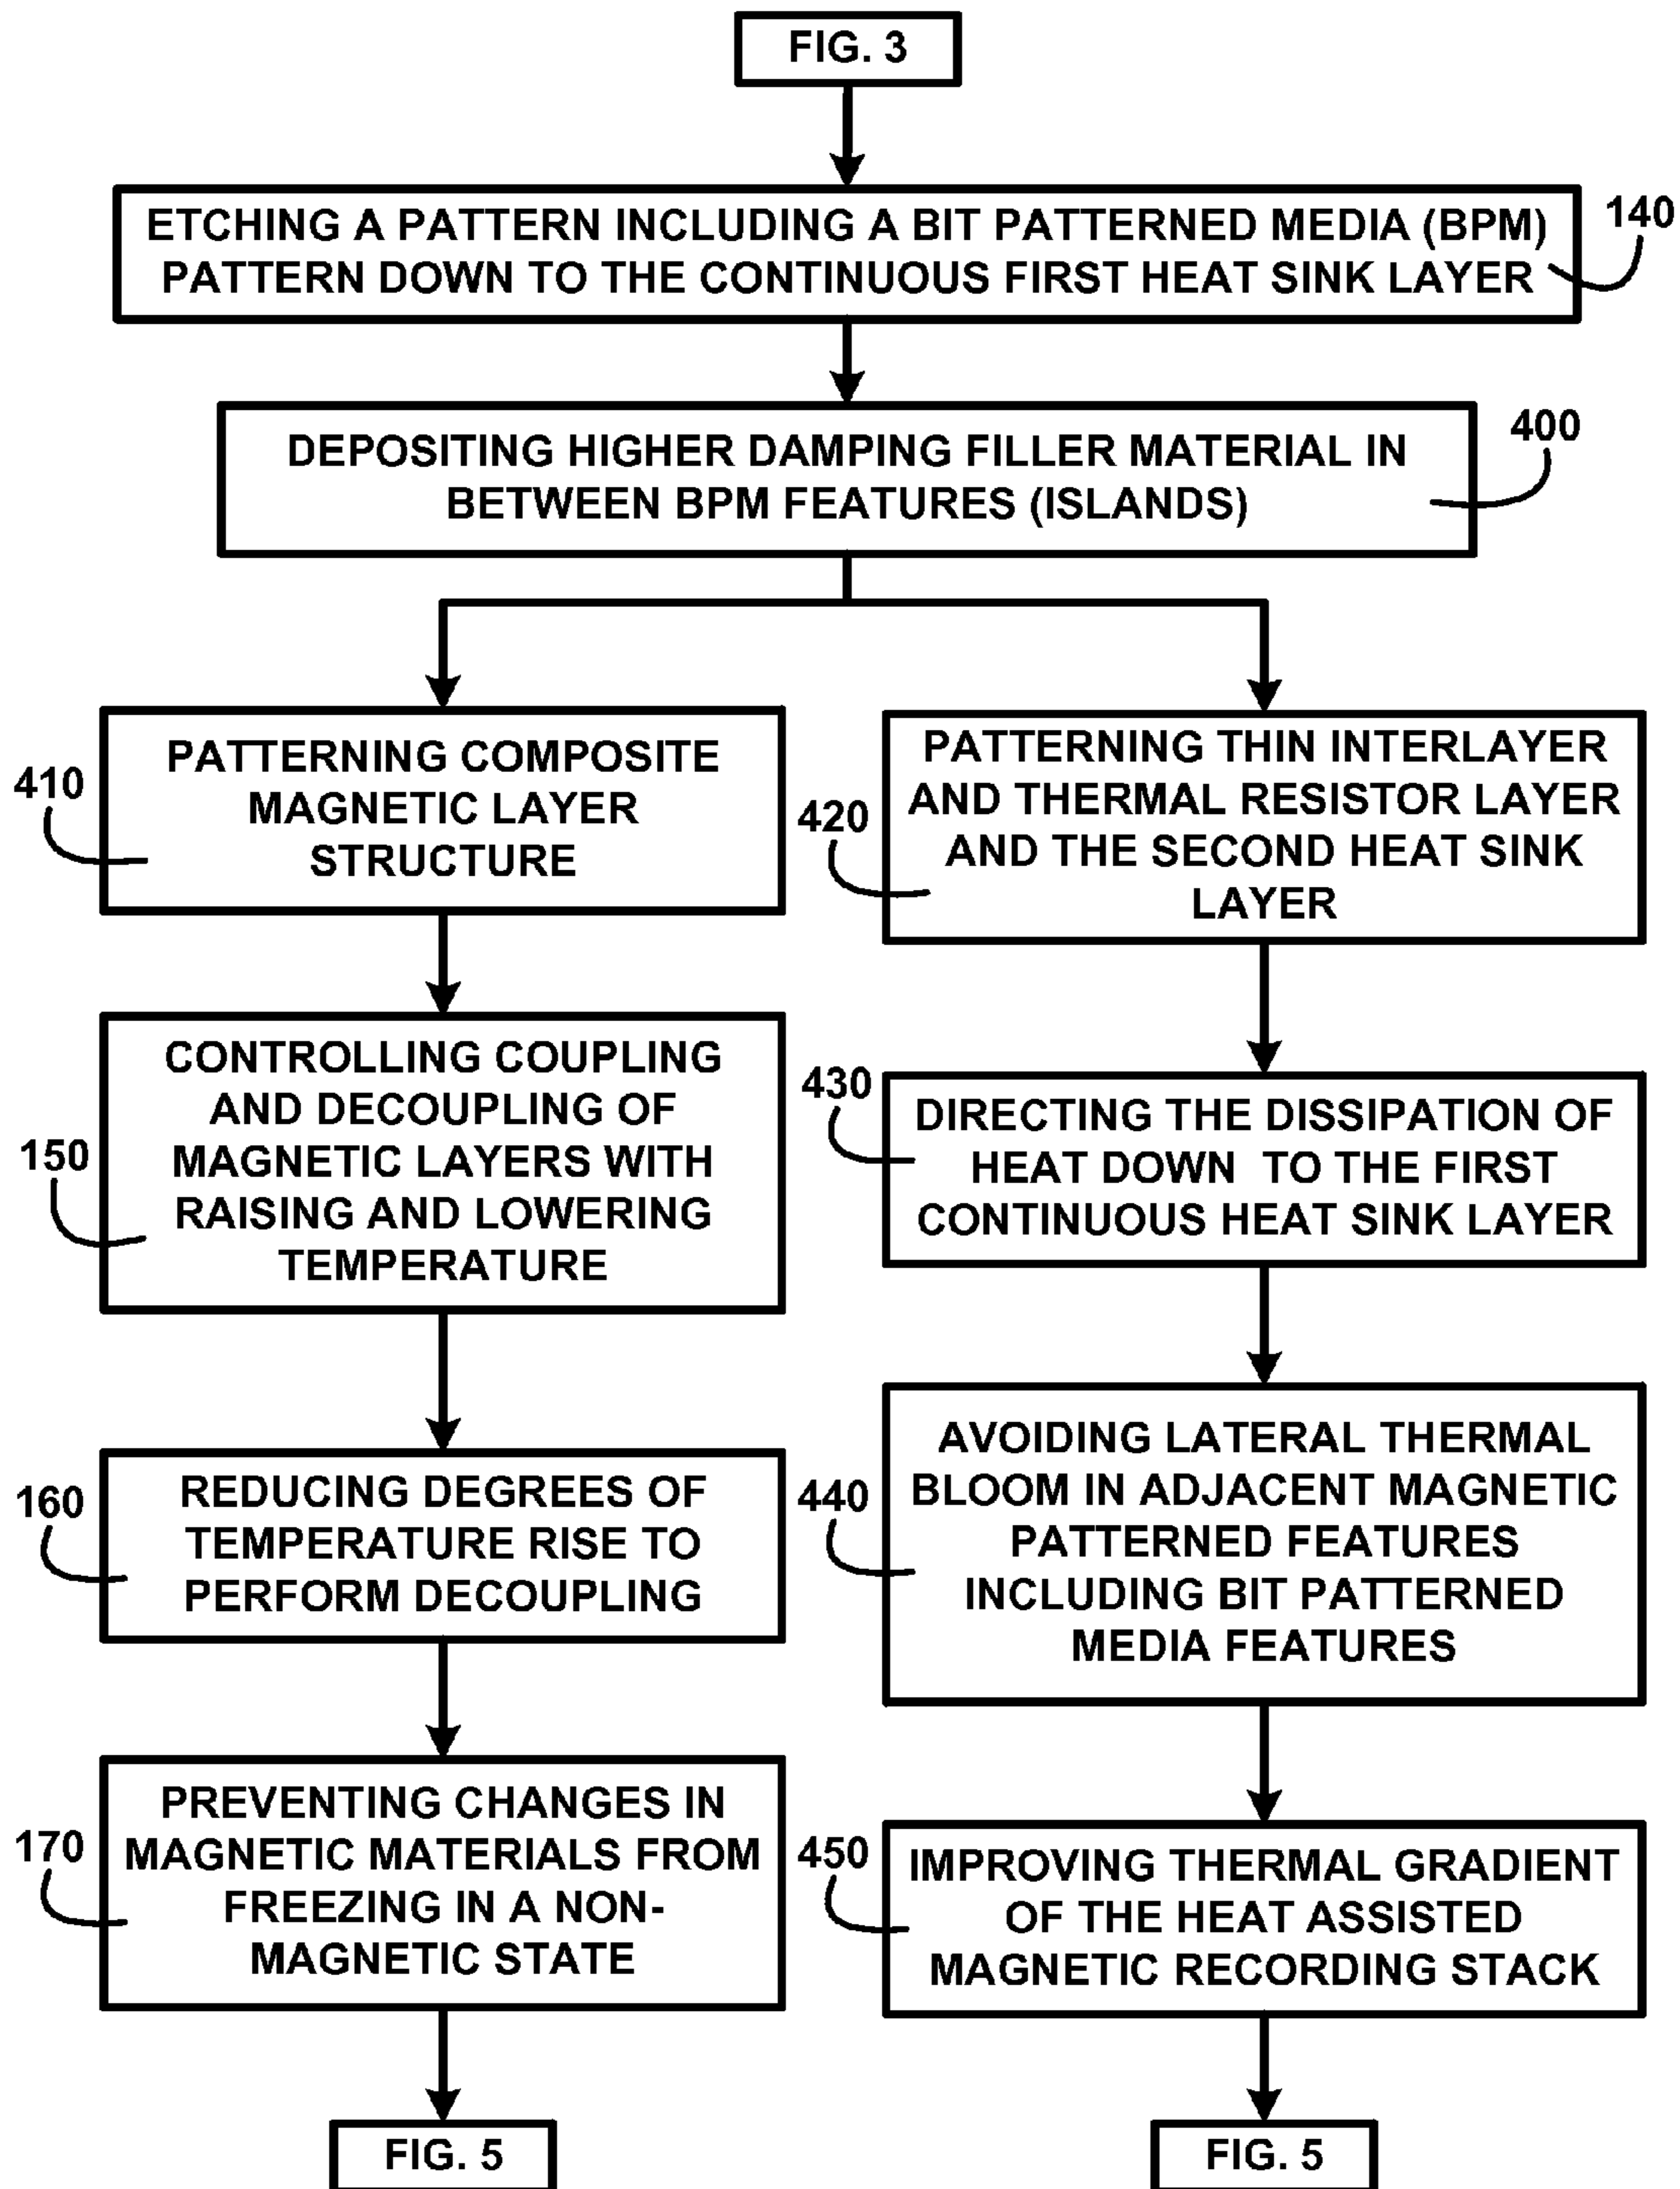 FIG. 3
ETCHING A PATTERN INCLUDING A BIT PATTERNED MEDIA (BPM)
PATTERN DOWN TO THE CONTINUOUS FIRST HEAT SINK LAYER
140
DEPOSITING HIGHER DAMPING FILLER MATERIAL IN
BETWEEN BPM FEATURES (ISLANDS)
400
410
PATTERNING COMPOSITE
MAGNETIC LAYER
STRUCTURE
420
PATTERNING THIN INTERLAYER
AND THERMAL RESISTOR LAYER
AND THE SECOND HEAT SINK
LAYER
150
CONTROLLING COUPLING
AND DECOUPLING OF
MAGNETIC LAYERS WITH
RAISING AND LOWERING
TEMPERATURE
430
DIRECTING THE DISSIPATION OF
HEAT DOWN TO THE FIRST
CONTINUOUS HEAT SINK LAYER
160
REDUCING DEGREES OF
TEMPERATURE RISE TO
PERFORM DECOUPLING
440
AVOIDING LATERAL THERMAL
BLOOM IN ADJACENT MAGNETIC
PATTERNED FEATURES
INCLUDING BIT PATTERNED
MEDIA FEATURES
170
PREVENTING CHANGES IN
MAGNETIC MATERIALS FROM
FREEZING IN A NON-
MAGNETIC STATE
450
IMPROVING THERMAL GRADIENT
OF THE HEAT ASSISTED
MAGNETIC RECORDING STACK
FIG. 5
FIG. 5